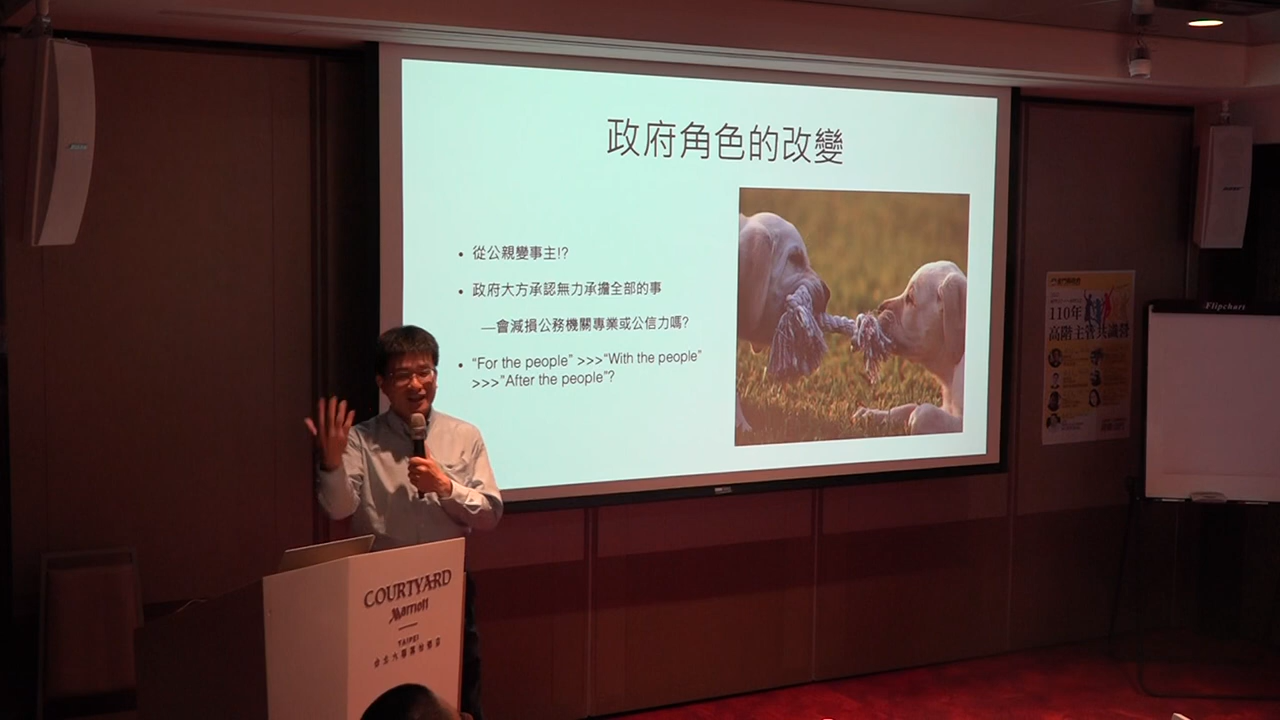 政府角色的改變
• 從公親變事主!?
• 政府大方承認無力承擔全部的事
—會減損公務機關專業或公信力嗎?
• “For the people” >>>“With the people”
>>>”After the people”?
COURTYARD
Marriott
TAIPEI
110年
高階主管共識營
Flipchart
BOSE